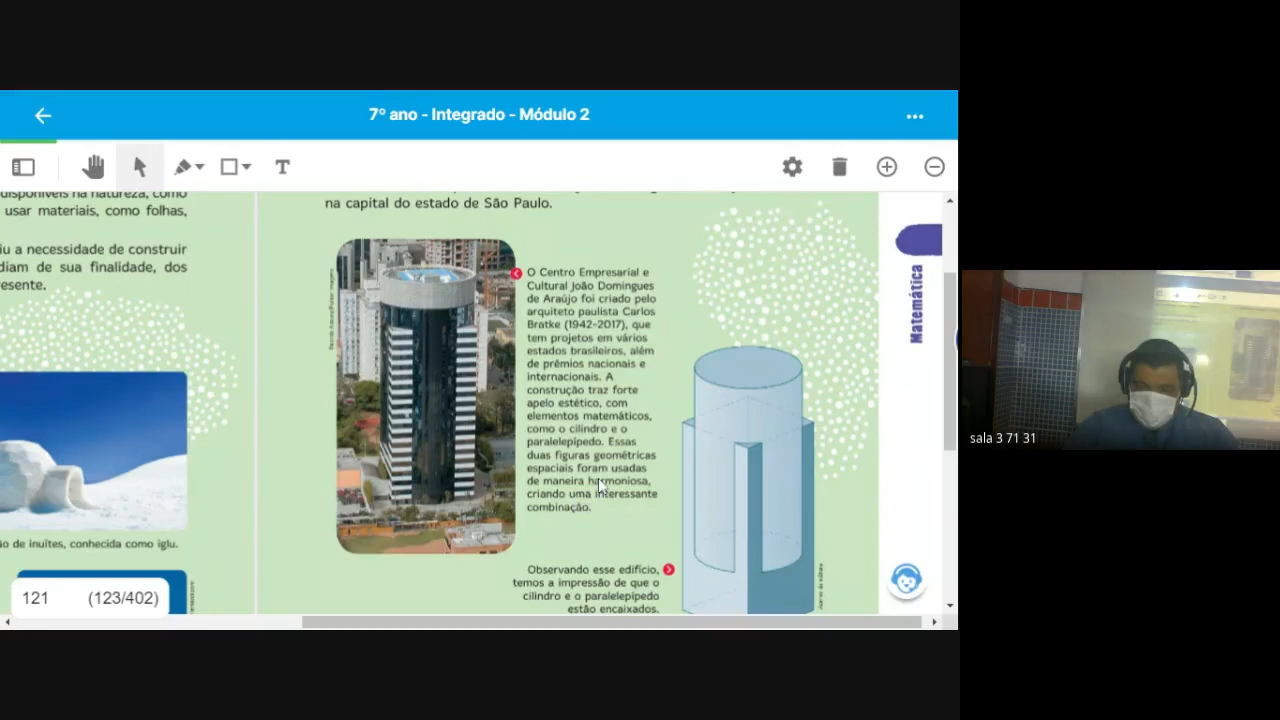 7º ano - Integrado - Módulo 2
disponíveis na natureza, como
usar materiais, como folhas,
iu a necessidade de construir
diam de sua finalidade, dos
resente.
ão de inuítes, conhecida como iglu.
121 (123/402)
na capital do estado de São Paulo.
O Centro Empresarial e
Cultural João Domingues
de Araújo foi criado pelo
arquiteto paulista Carlos
Bratke (1942-2017), que
tem projetos em vários
estados brasileiros, além
de prêmios nacionais e
internacionais. A
construção traz forte
apelo estético, com
elementos matemáticos,
como o cilindro e o
paralelepípedo. Essas
duas figuras geométricas
espaciais foram usadas
de maneira harmoniosa,
criando uma interessante
combinação.
Observando esse edifício,
temos a impressão de que o
cilindro e o paralelepípedo
estão encaixados.
Matemática
sala 3 71 31